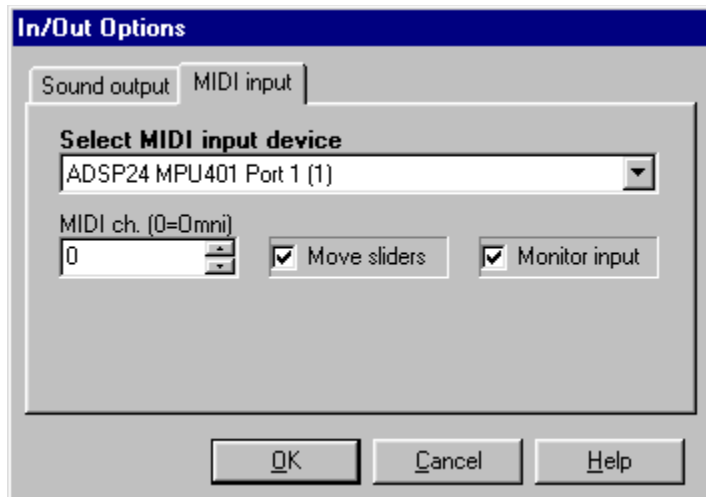 In/Out Options
Sound output MIDI input
Select MIDI input device
ADSP24 MPU401 Port 1 (1)
MIDI ch. (0=Omni)
0 Move sliders Monitor input
OK Cancel Help